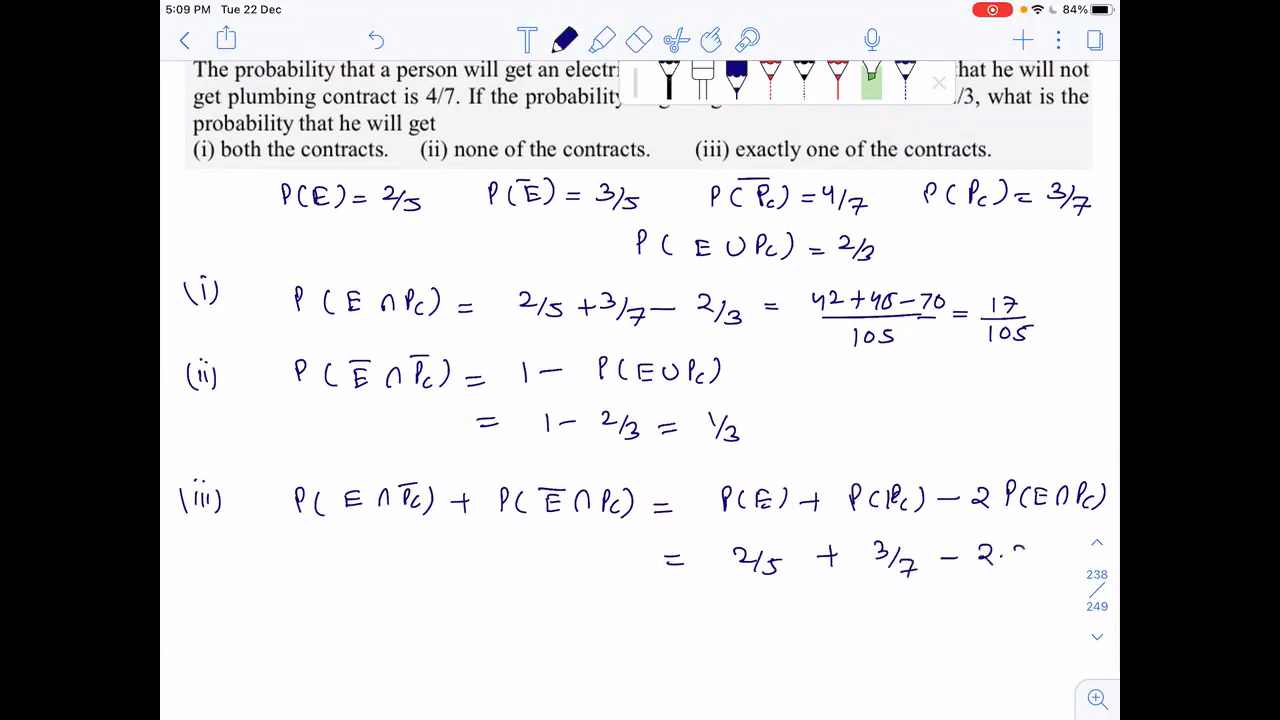 5:09 PM Tue 22 Dec 84%
The probability that a person will get an electri hat he will not
get plumbing contract is 4/7. If the probability /3, what is the
probability that he will get
(i) both the contracts. (ii) none of the contracts. (iii) exactly one of the contracts.
P(E) = 2/5 P(E̅) = 3/5 P(P̅c̅) = 4/7 P(Pc) = 3/7
P(E ∪ Pc) = 2/3
(i) P(E ∩ Pc) = 2/5 + 3/7 − 2/3 = (42 + 45 − 70)/105 = 17/105
(ii) P(E̅ ∩ P̅c) = 1 − P(E ∪ Pc)
= 1 − 2/3 = 1/3
(iii) P(E ∩ P̅c̅) + P(E̅ ∩ Pc) = P(E) + P(Pc) − 2 P(E ∩ Pc)
= 2/5 + 3/7 − 2.
238
249